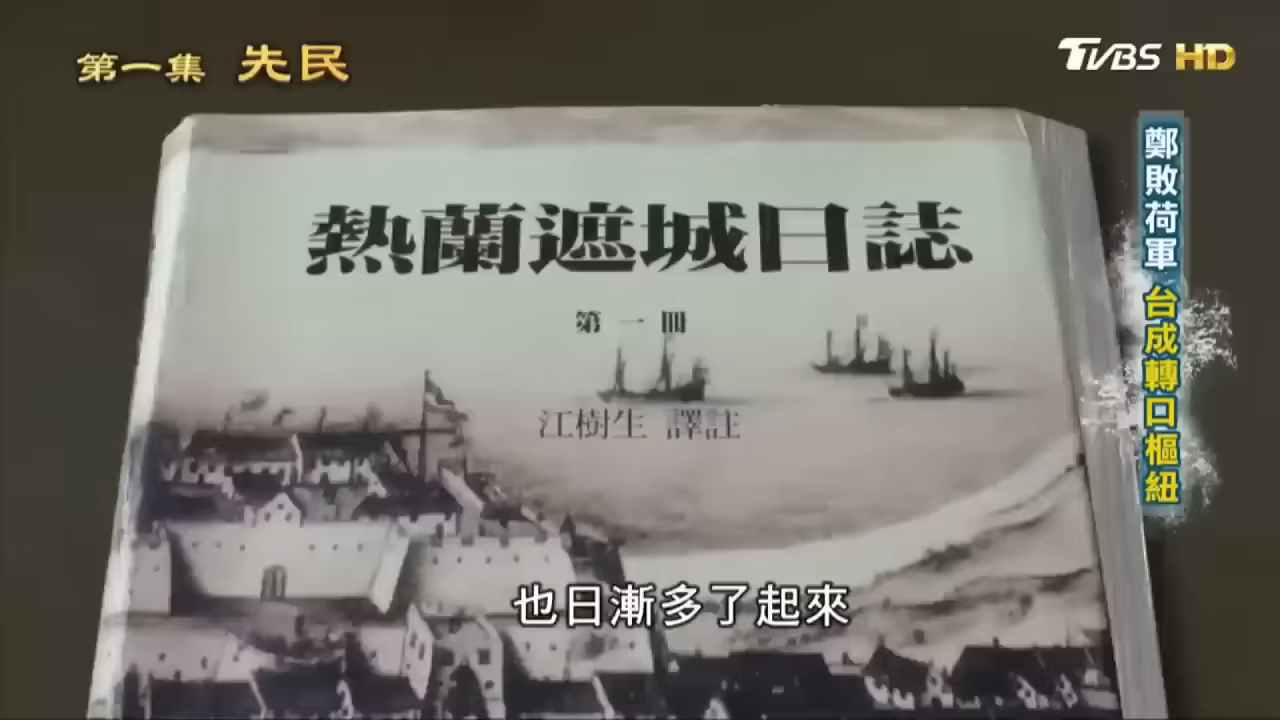 第一集 先民
TVBS HD
熱蘭遮城日誌
第一冊
江樹生 譯註
鄭敗荷軍 台成轉口樞紐
也日漸多了起來